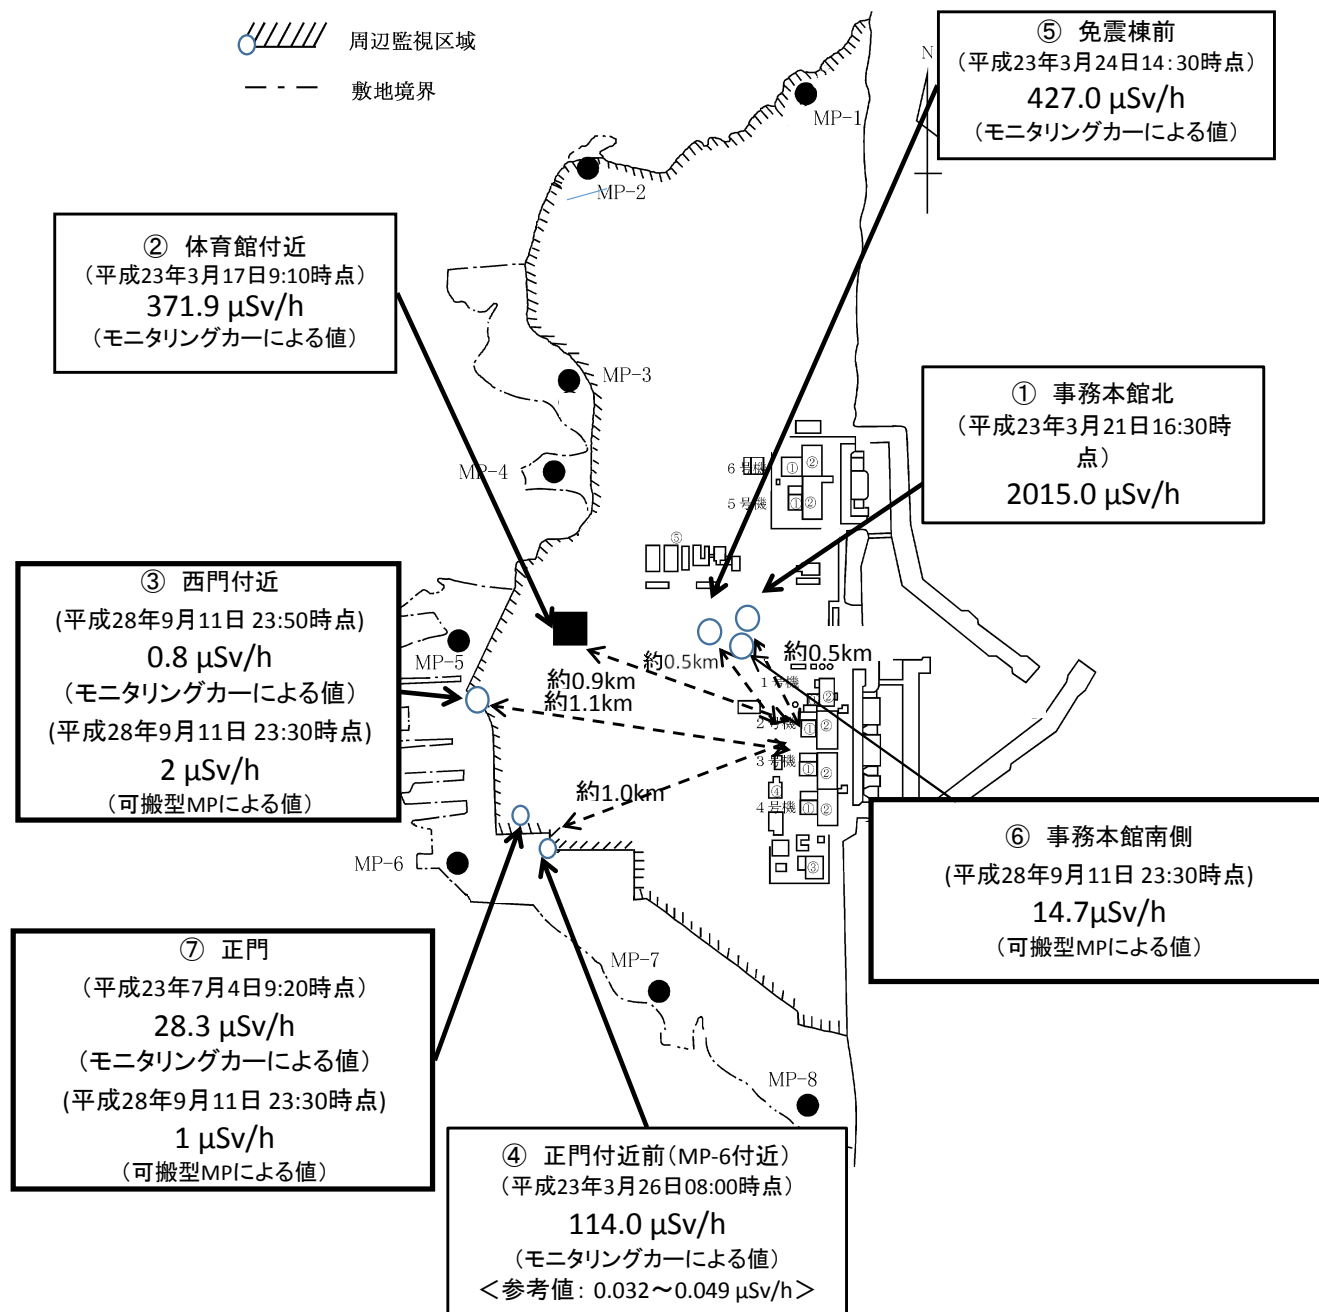 周辺監視区域
敷地境界
⑤ 免震棟前
（平成23年3月24日14：30時点）
427.0 μSv/h
（モニタリングカーによる値）
N
MP-1
MP-2
② 体育館付近
（平成23年3月17日9:10時点）
371.9 μSv/h
（モニタリングカーによる値）
MP-3
① 事務本館北
（平成23年3月21日16:30時
点）
2015.0 μSv/h
MP-4
6号機
①
②
5号機
①
②
⑤
③ 西門付近
(平成28年9月11日 23:50時点)
0.8 μSv/h
（モニタリングカーによる値）
(平成28年9月11日 23:30時点)
2 μSv/h
（可搬型MPによる値）
MP-5
約0.5km
約0.5km
約0.9km
約1.1km
約1.0km
1号機
②
2号機
①
②
3号機
①
②
④
4号機
①
②
③
MP-6
⑥ 事務本館南側
(平成28年9月11日 23:30時点)
14.7μSv/h
（可搬型MPによる値）
⑦ 正門
（平成23年7月4日9:20時点）
28.3 μSv/h
（モニタリングカーによる値）
(平成28年9月11日 23:30時点)
1 μSv/h
（可搬型MPによる値）
MP-7
MP-8
④ 正門付近前（MP-6付近）
（平成23年3月26日08:00時点）
114.0 μSv/h
（モニタリングカーによる値）
＜参考値： 0.032～0.049 μSv/h＞